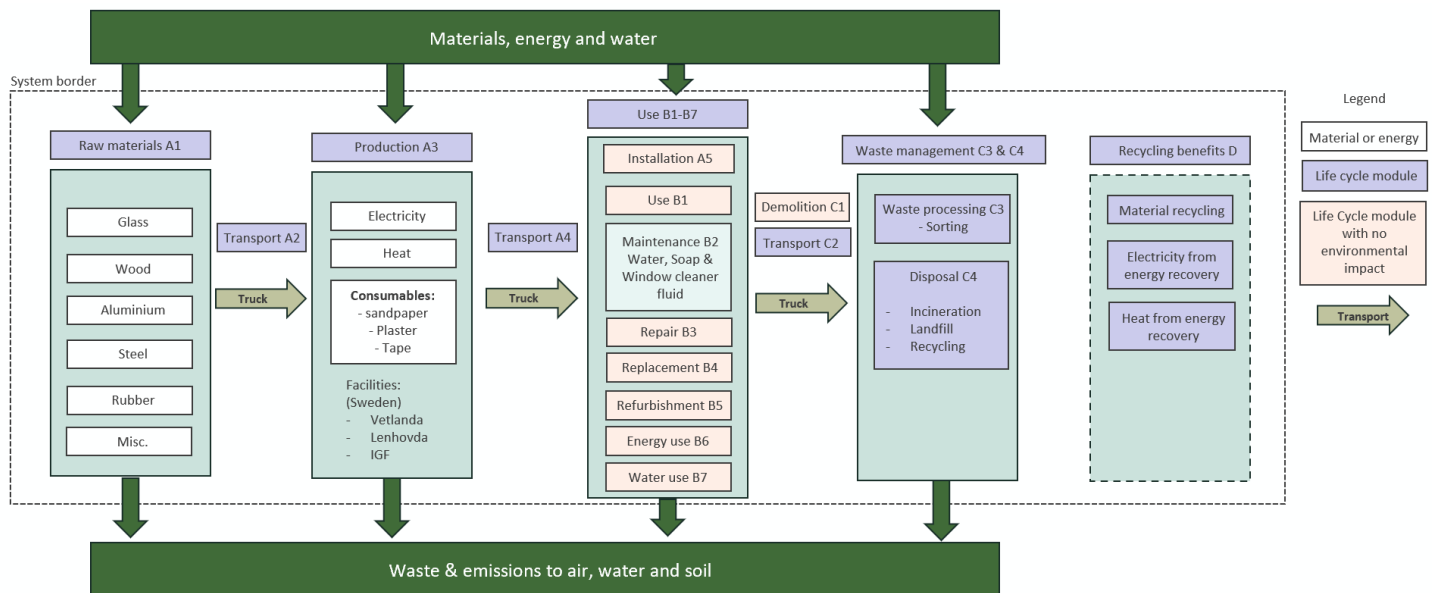 Materials, energy and water
System border
Raw materials A1
Glass
Wood
Aluminium
Steel
Rubber
Misc.
Transport A2
Truck
Production A3
Electricity
Heat
Consumables:
- sandpaper
- Plaster
- Tape
Facilities:
(Sweden)
- Vetlanda
- Lenhovda
- IGF
Transport A4
Truck
Use B1-B7
Installation A5
Use B1
Maintenance B2
Water, Soap &
Window cleaner
fluid
Repair B3
Replacement B4
Refurbishment B5
Energy use B6
Water use B7
Demolition C1
Transport C2
Truck
Waste management C3 & C4
Waste processing C3
- Sorting
Disposal C4
- Incineration
- Landfill
- Recycling
Recycling benefits D
Material recycling
Electricity from
energy recovery
Heat from energy
recovery
Legend
Material or energy
Life cycle module
Life Cycle module
with no
environmental
impact
Transport
Waste & emissions to air, water and soil